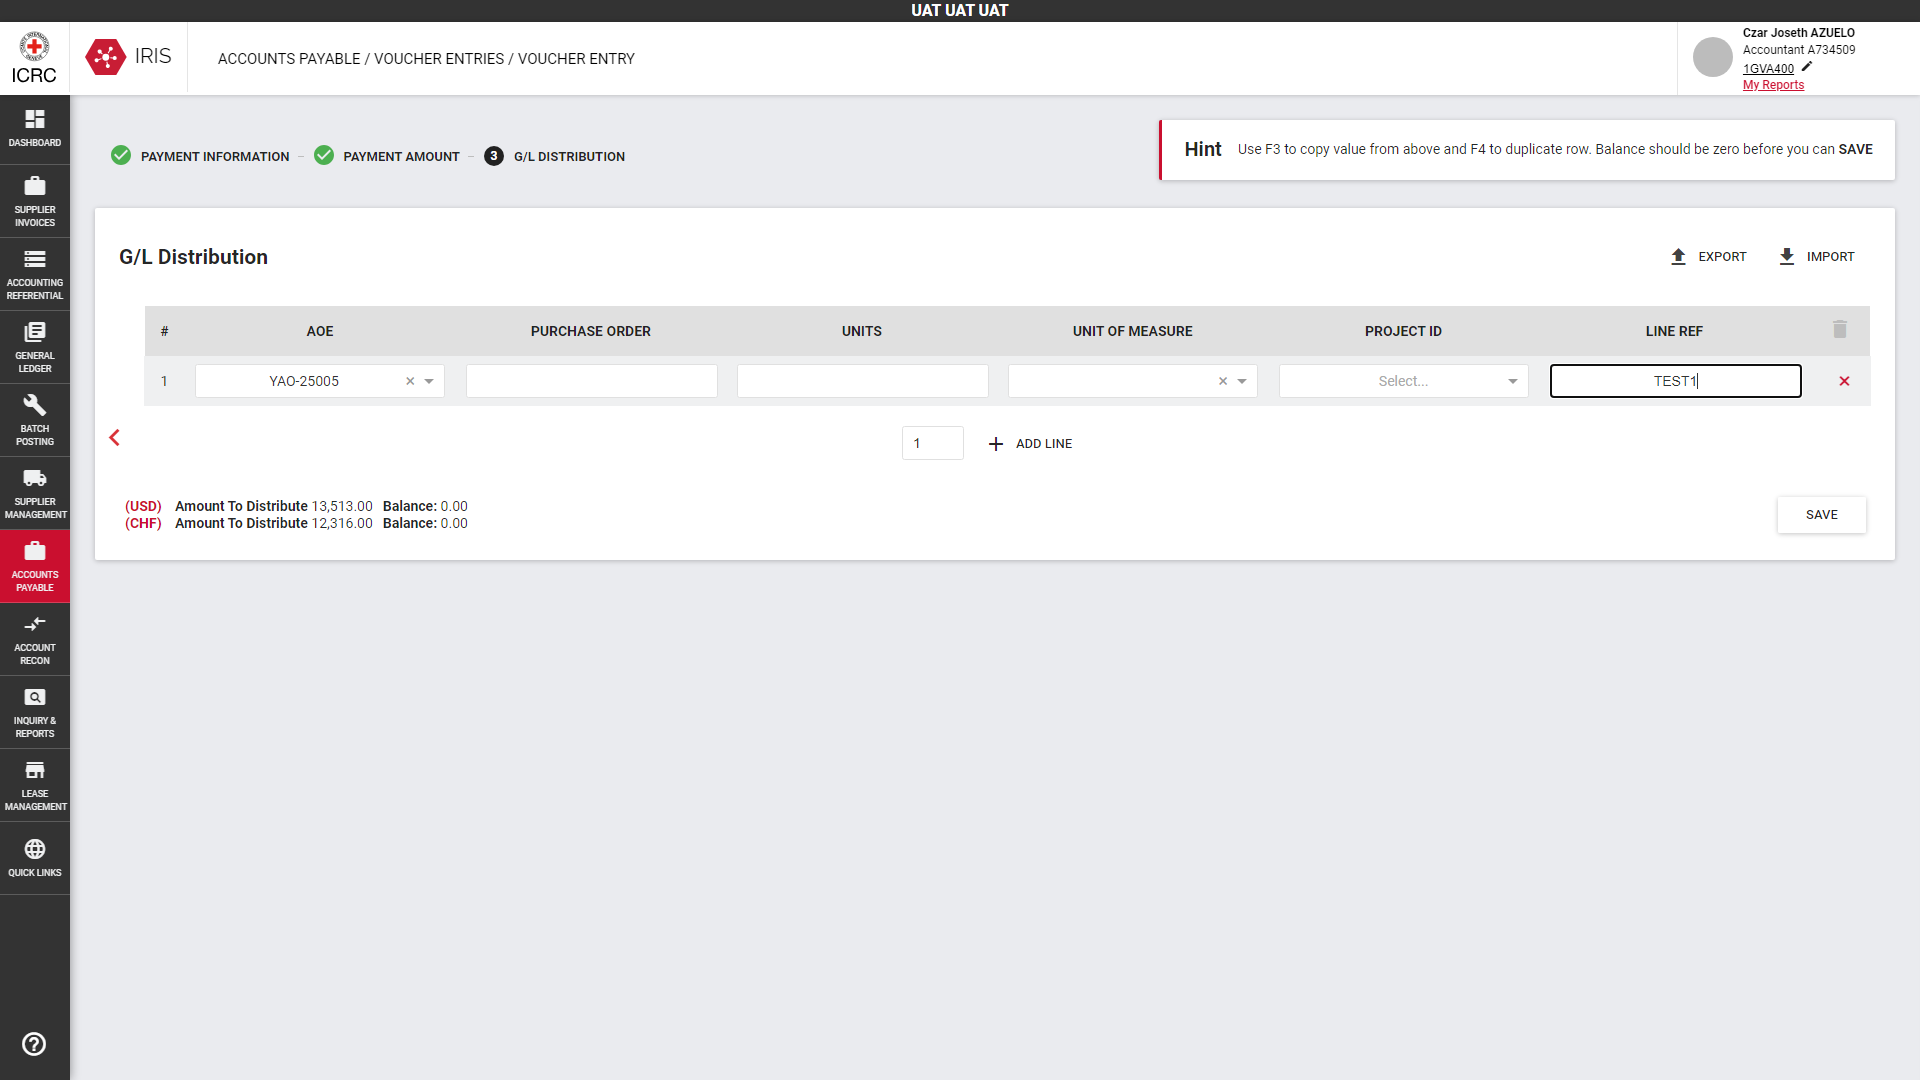 UAT UAT UAT
ICRC
IRIS
ACCOUNTS PAYABLE / VOUCHER ENTRIES / VOUCHER ENTRY
Czar Joseth AZUELO
Accountant A734509
1GVA400
My Reports
DASHBOARD
SUPPLIER
INVOICES
ACCOUNTING
REFERENTIAL
GENERAL
LEDGER
BATCH
POSTING
SUPPLIER
MANAGEMENT
ACCOUNTS
PAYABLE
ACCOUNT
RECON
INQUIRY &
REPORTS
LEASE
MANAGEMENT
QUICK LINKS
PAYMENT INFORMATION
PAYMENT AMOUNT
3 G/L DISTRIBUTION
Hint Use F3 to copy value from above and F4 to duplicate row. Balance should be zero before you can SAVE
G/L Distribution
EXPORT
IMPORT
# AOE PURCHASE ORDER UNITS UNIT OF MEASURE PROJECT ID LINE REF
1 YAO-25005 Select... TEST1
1 ADD LINE
(USD) Amount To Distribute 13,513.00 Balance: 0.00
(CHF) Amount To Distribute 12,316.00 Balance: 0.00
SAVE